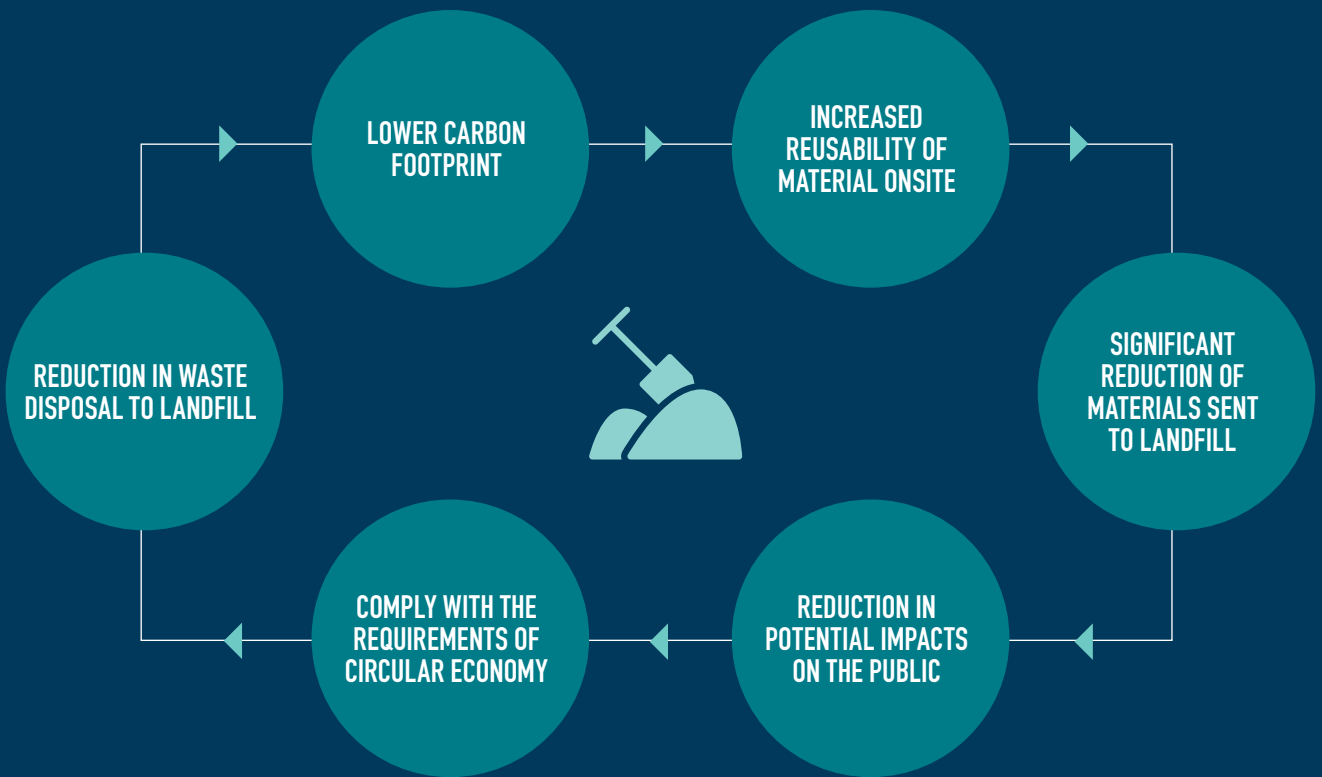 LOWER CARBON
FOOTPRINT
INCREASED
REUSABILITY OF
MATERIAL ONSITE
SIGNIFICANT
REDUCTION OF
MATERIALS SENT
TO LANDFILL
REDUCTION IN
POTENTIAL IMPACTS
ON THE PUBLIC
COMPLY WITH THE
REQUIREMENTS OF
CIRCULAR ECONOMY
REDUCTION IN WASTE
DISPOSAL TO LANDFILL